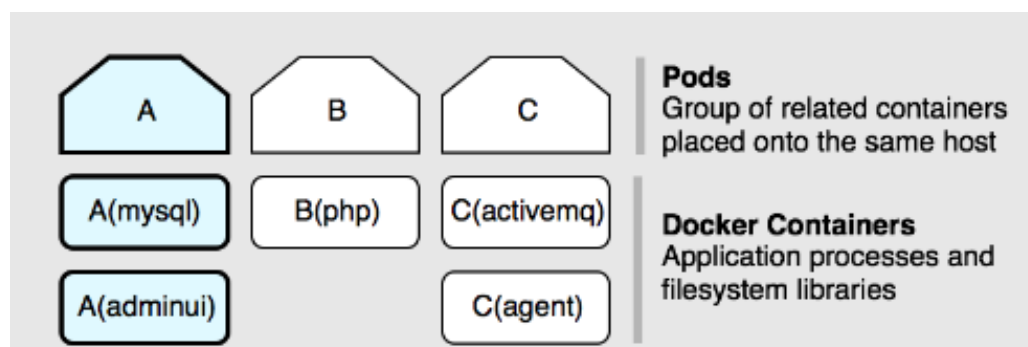 A
B
C
Pods
Group of related containers
placed onto the same host
A(mysql)
B(php)
C(activemq)
A(adminui)
C(agent)
Docker Containers
Application processes and
filesystem libraries